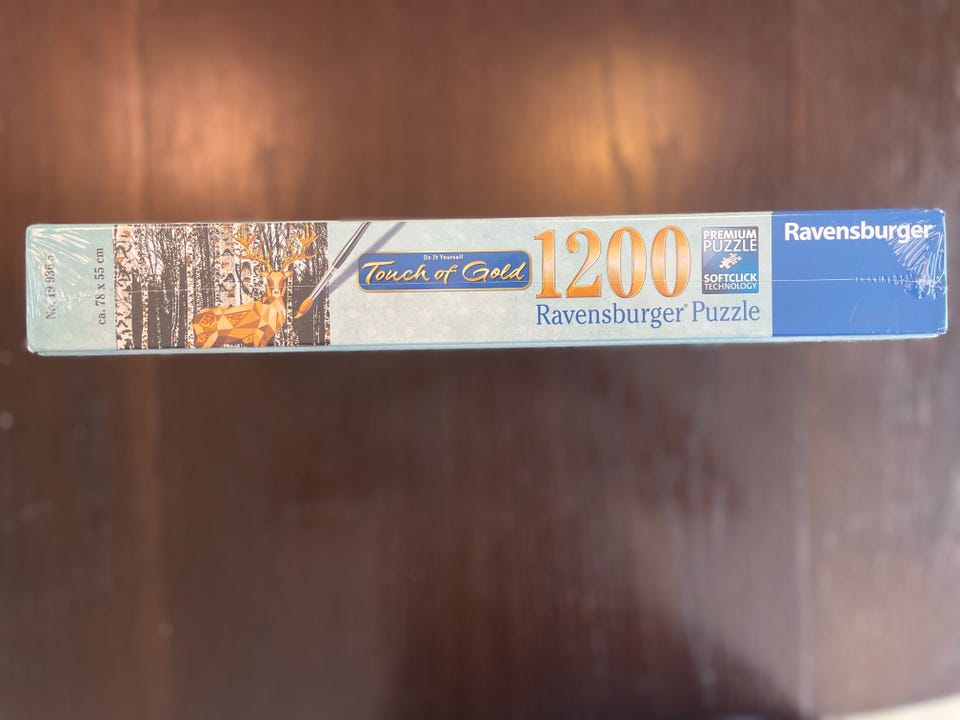 No. 19 936 5
ca. 78 x 55 cm
Do It Yourself
Touch of Gold
1200
Ravensburger® Puzzle
PREMIUM
PUZZLE
SOFTCLICK
TECHNOLOGY
Ravensburger